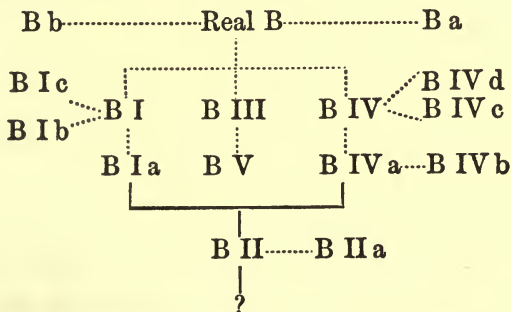 B b Real B B a
B I c B IV d
B I B III B IV B IV c
B I b
B I a B V B IV a B IV b
B II B II a
?